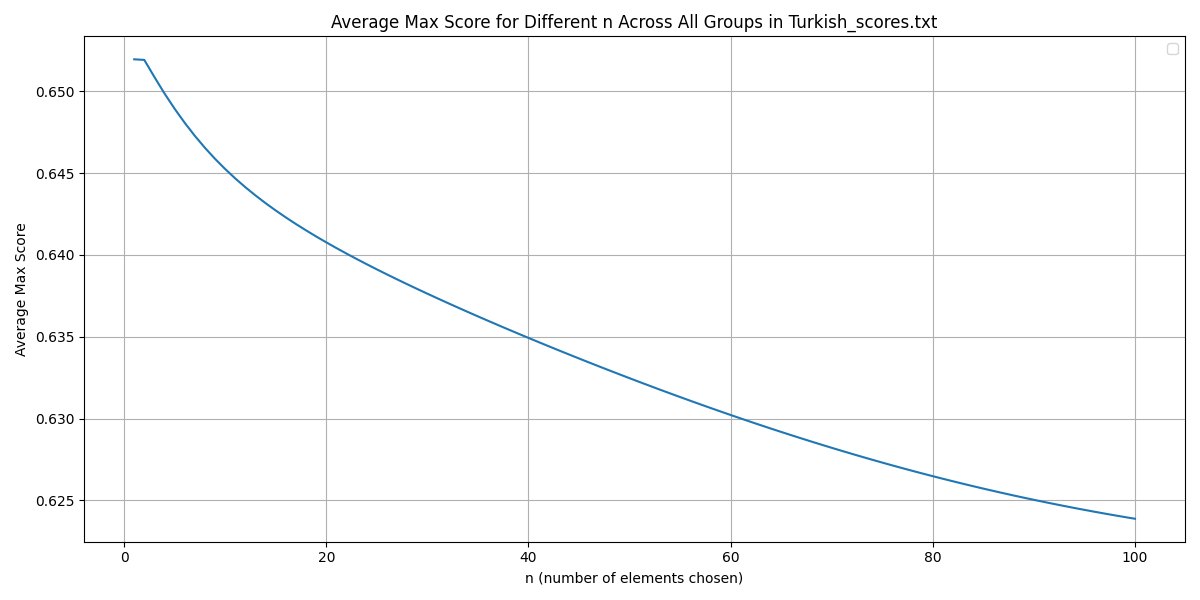 Average Max Score for Different n Across All Groups in Turkish_scores.txt
Average Max Score
0.650
0.645
0.640
0.635
0.630
0.625
0 20 40 60 80 100
n (number of elements chosen)